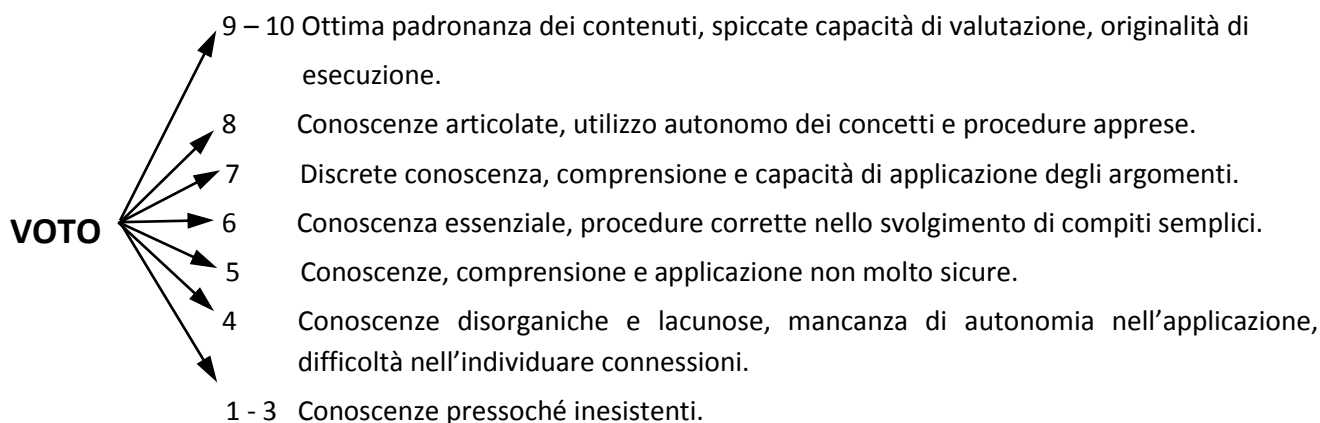 9 – 10 Ottima padronanza dei contenuti, spiccate capacità di valutazione, originalità di
esecuzione.
8 Conoscenze articolate, utilizzo autonomo dei concetti e procedure apprese.
7 Discrete conoscenza, comprensione e capacità di applicazione degli argomenti.
VOTO
6 Conoscenza essenziale, procedure corrette nello svolgimento di compiti semplici.
5 Conoscenze, comprensione e applicazione non molto sicure.
4 Conoscenze disorganiche e lacunose, mancanza di autonomia nell’applicazione,
difficoltà nell’individuare connessioni.
1 - 3 Conoscenze pressoché inesistenti.